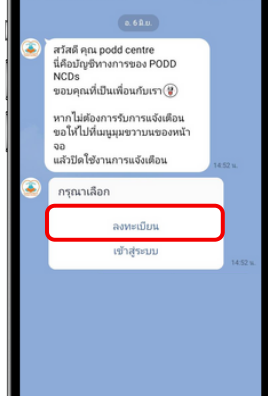 อ. 6 มิ.ย.
สวัสดี คุณ podd centre
นี่คือบัญชีทางการของ PODD
NCDs
ขอบคุณที่เป็นเพื่อนกับเรา
หากไม่ต้องการรับการแจ้งเตือน
ขอให้ไปที่เมนูมุมขวาบนของหน้า
จอ
แล้วปิดใช้งานการแจ้งเตือน
14:52 น.
กรุณาเลือก
ลงทะเบียน
เข้าสู่ระบบ
14:52 น.